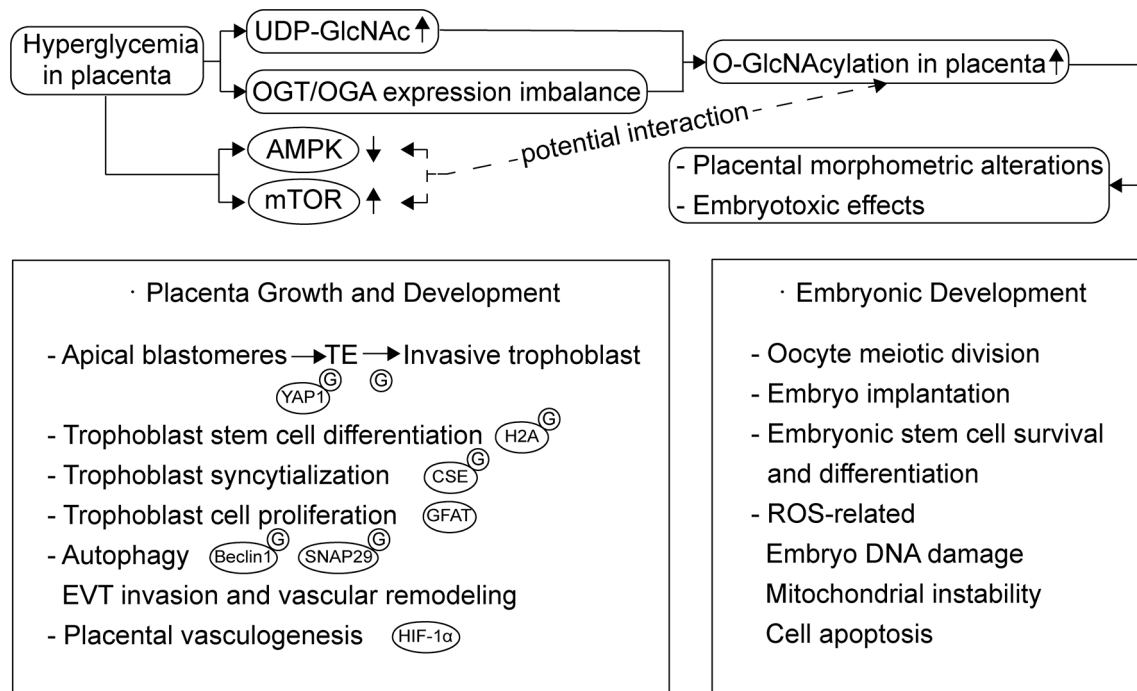 Hyperglycemia
in placenta
UDP-GlcNAc
OGT/OGA expression imbalance
O-GlcNAcylation in placenta
AMPK
mTOR
potential interaction
- Placental morphometric alterations
- Embryotoxic effects
· Placenta Growth and Development
- Apical blastomeres TE Invasive trophoblast
YAP1 G G
- Trophoblast stem cell differentiation H2A G
- Trophoblast syncytialization CSE G
- Trophoblast cell proliferation GFAT
- Autophagy Beclin1 G SNAP29 G
EVT invasion and vascular remodeling
- Placental vasculogenesis HIF-1α
· Embryonic Development
- Oocyte meiotic division
- Embryo implantation
- Embryonic stem cell survival
and differentiation
- ROS-related
Embryo DNA damage
Mitochondrial instability
Cell apoptosis